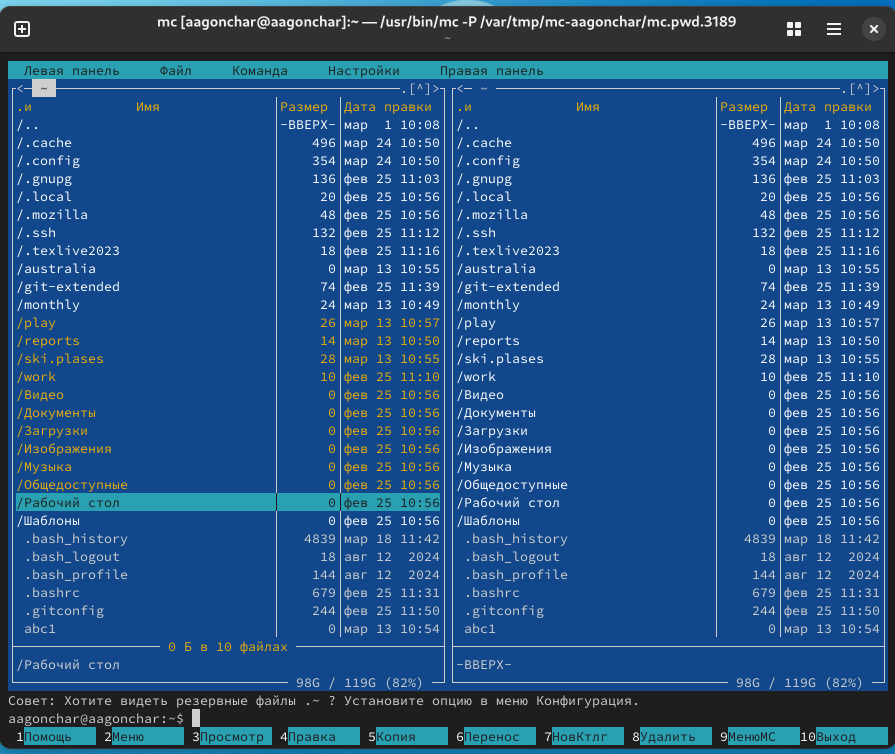 mc [aagonchar@aagonchar]:~ — /usr/bin/mc -P /var/tmp/mc-aagonchar/mc.pwd.3189
~
Левая панель Файл Команда Настройки Правая панель
<─ ~ ─.[^]>
.и Имя Размер Дата правки
/.. -ВВЕРХ- мар 1 10:08
/.cache 496 мар 24 10:50
/.config 354 мар 24 10:50
/.gnupg 136 фев 25 11:03
/.local 20 фев 25 10:56
/.mozilla 48 фев 25 10:56
/.ssh 132 фев 25 11:12
/.texlive2023 18 фев 25 11:16
/australia 0 мар 13 10:55
/git-extended 74 фев 25 11:39
/monthly 24 мар 13 10:49
/play 26 мар 13 10:57
/reports 14 мар 13 10:50
/ski.plases 28 мар 13 10:55
/work 10 фев 25 11:10
/Видео 0 фев 25 10:56
/Документы 0 фев 25 10:56
/Загрузки 0 фев 25 10:56
/Изображения 0 фев 25 10:56
/Музыка 0 фев 25 10:56
/Общедоступные 0 фев 25 10:56
/Рабочий стол 0 фев 25 10:56
/Шаблоны 0 фев 25 10:56
.bash_history 4839 мар 18 11:42
.bash_logout 18 авг 12 2024
.bash_profile 144 авг 12 2024
.bashrc 679 фев 25 11:31
.gitconfig 244 фев 25 11:50
abc1 0 мар 13 10:54
0 Б в 10 файлах
/Рабочий стол
98G / 119G (82%)
<─ ~ ─.[^]>
.и Имя Размер Дата правки
/.. -ВВЕРХ- мар 1 10:08
/.cache 496 мар 24 10:50
/.config 354 мар 24 10:50
/.gnupg 136 фев 25 11:03
/.local 20 фев 25 10:56
/.mozilla 48 фев 25 10:56
/.ssh 132 фев 25 11:12
/.texlive2023 18 фев 25 11:16
/australia 0 мар 13 10:55
/git-extended 74 фев 25 11:39
/monthly 24 мар 13 10:49
/play 26 мар 13 10:57
/reports 14 мар 13 10:50
/ski.plases 28 мар 13 10:55
/work 10 фев 25 11:10
/Видео 0 фев 25 10:56
/Документы 0 фев 25 10:56
/Загрузки 0 фев 25 10:56
/Изображения 0 фев 25 10:56
/Музыка 0 фев 25 10:56
/Общедоступные 0 фев 25 10:56
/Рабочий стол 0 фев 25 10:56
/Шаблоны 0 фев 25 10:56
.bash_history 4839 мар 18 11:42
.bash_logout 18 авг 12 2024
.bash_profile 144 авг 12 2024
.bashrc 679 фев 25 11:31
.gitconfig 244 фев 25 11:50
abc1 0 мар 13 10:54
-ВВЕРХ-
98G / 119G (82%)
Совет: Хотите видеть резервные файлы .~ ? Установите опцию в меню Конфигурация.
aagonchar@aagonchar:~$
1Помощь 2Меню 3Просмотр 4Правка 5Копия 6Перенос 7НовКтлг 8Удалить 9МенюMC 10Выход